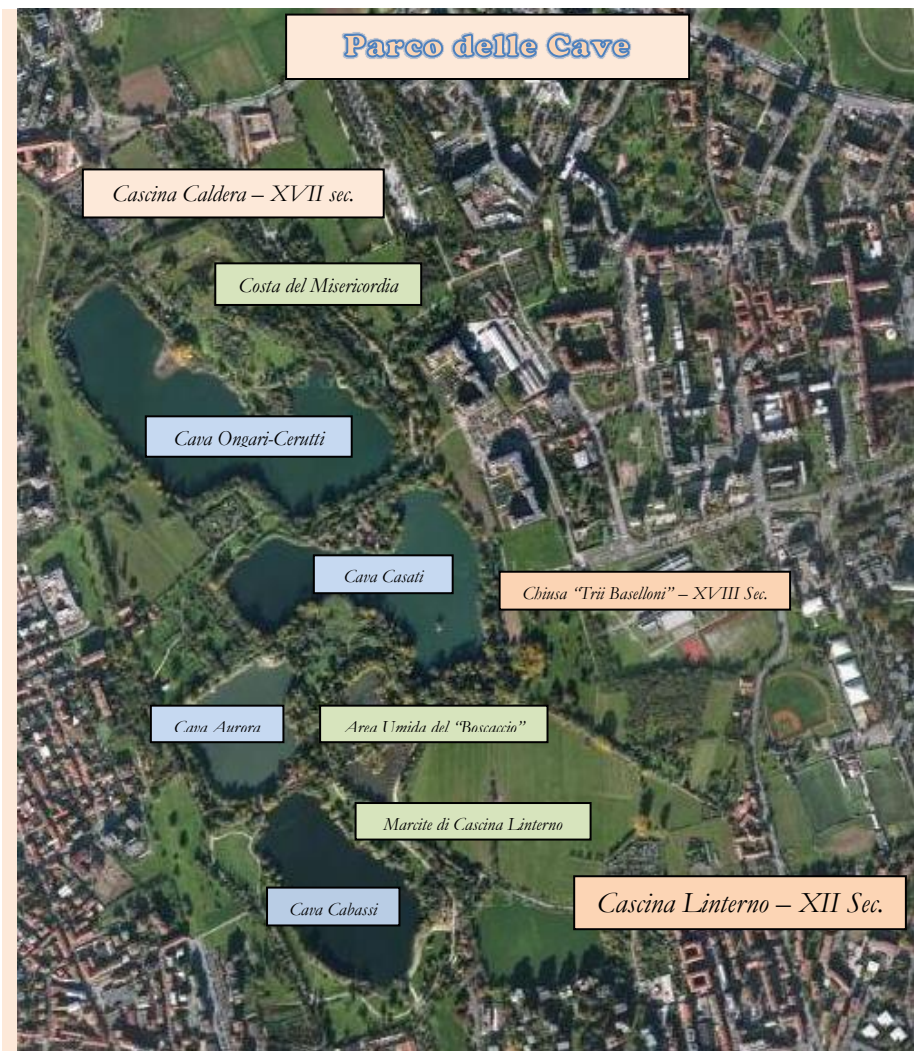 Parco delle Cave
Cascina Caldera – XVII sec.
Costa del Misericordia
Cava Ongari-Cerutti
Cava Casati
Chiusa “Trii Baselloni” – XVIII Sec.
Cava Aurora
Area Umida del “Boscaccio”
Marcite di Cascina Linterno
Cascina Linterno – XII Sec.
Cava Cabassi